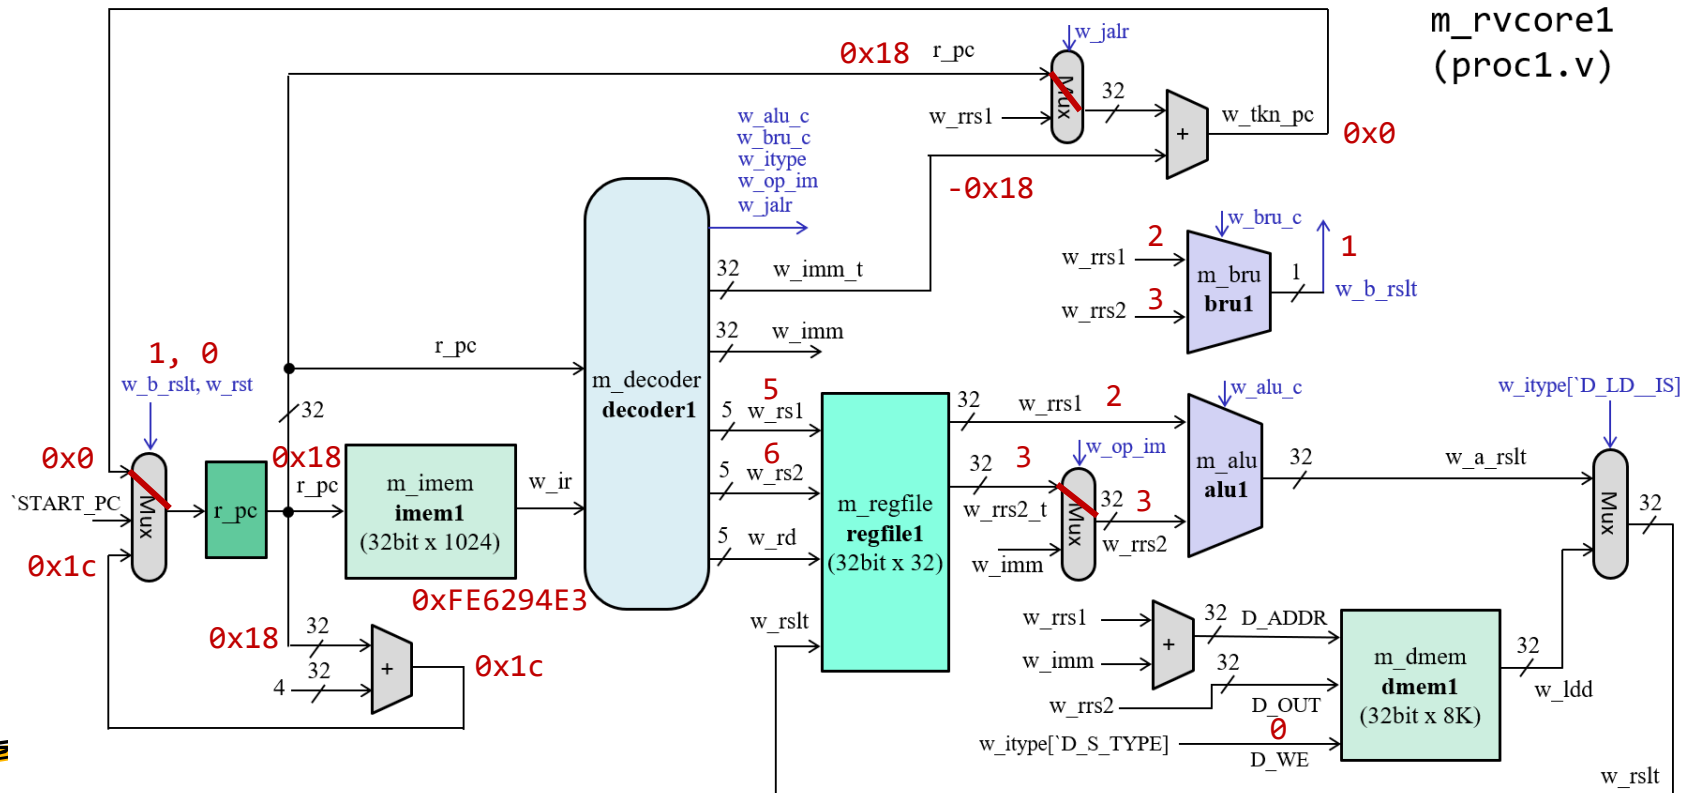 m_rvcore1
(proc1.v)
w_jalr
0x18
r_pc
Mux
32
w_rrs1
+
w_tkn_pc
0x0
w_alu_c
w_bru_c
w_itype
w_op_im
w_jalr
-0x18
w_bru_c
2
w_rrs1
3
w_rrs2
m_bru
bru1
1
1
w_b_rslt
32
w_imm_t
32
w_imm
r_pc
1, 0
w_b_rslt, w_rst
m_decoder
decoder1
32
5
5
w_rs1
6
5
w_rs2
5
w_rd
32
w_rrs1
2
w_alu_c
w_itype[`D_LD__IS]
0x0
`START_PC
0x1c
Mux
r_pc
0x18
r_pc
m_imem
imem1
(32bit x 1024)
w_ir
0xFE6294E3
m_regfile
regfile1
(32bit x 32)
32
3
w_rrs2_t
w_op_im
Mux
w_imm
32
3
w_rrs2
m_alu
alu1
32
w_a_rslt
Mux
32
0x18
32
4
32
+
0x1c
w_rslt
w_rrs1
w_imm
+
32
D_ADDR
w_rrs2
32
D_OUT
0
w_itype[`D_S_TYPE]
D_WE
m_dmem
dmem1
(32bit x 8K)
32
w_ldd
w_rslt